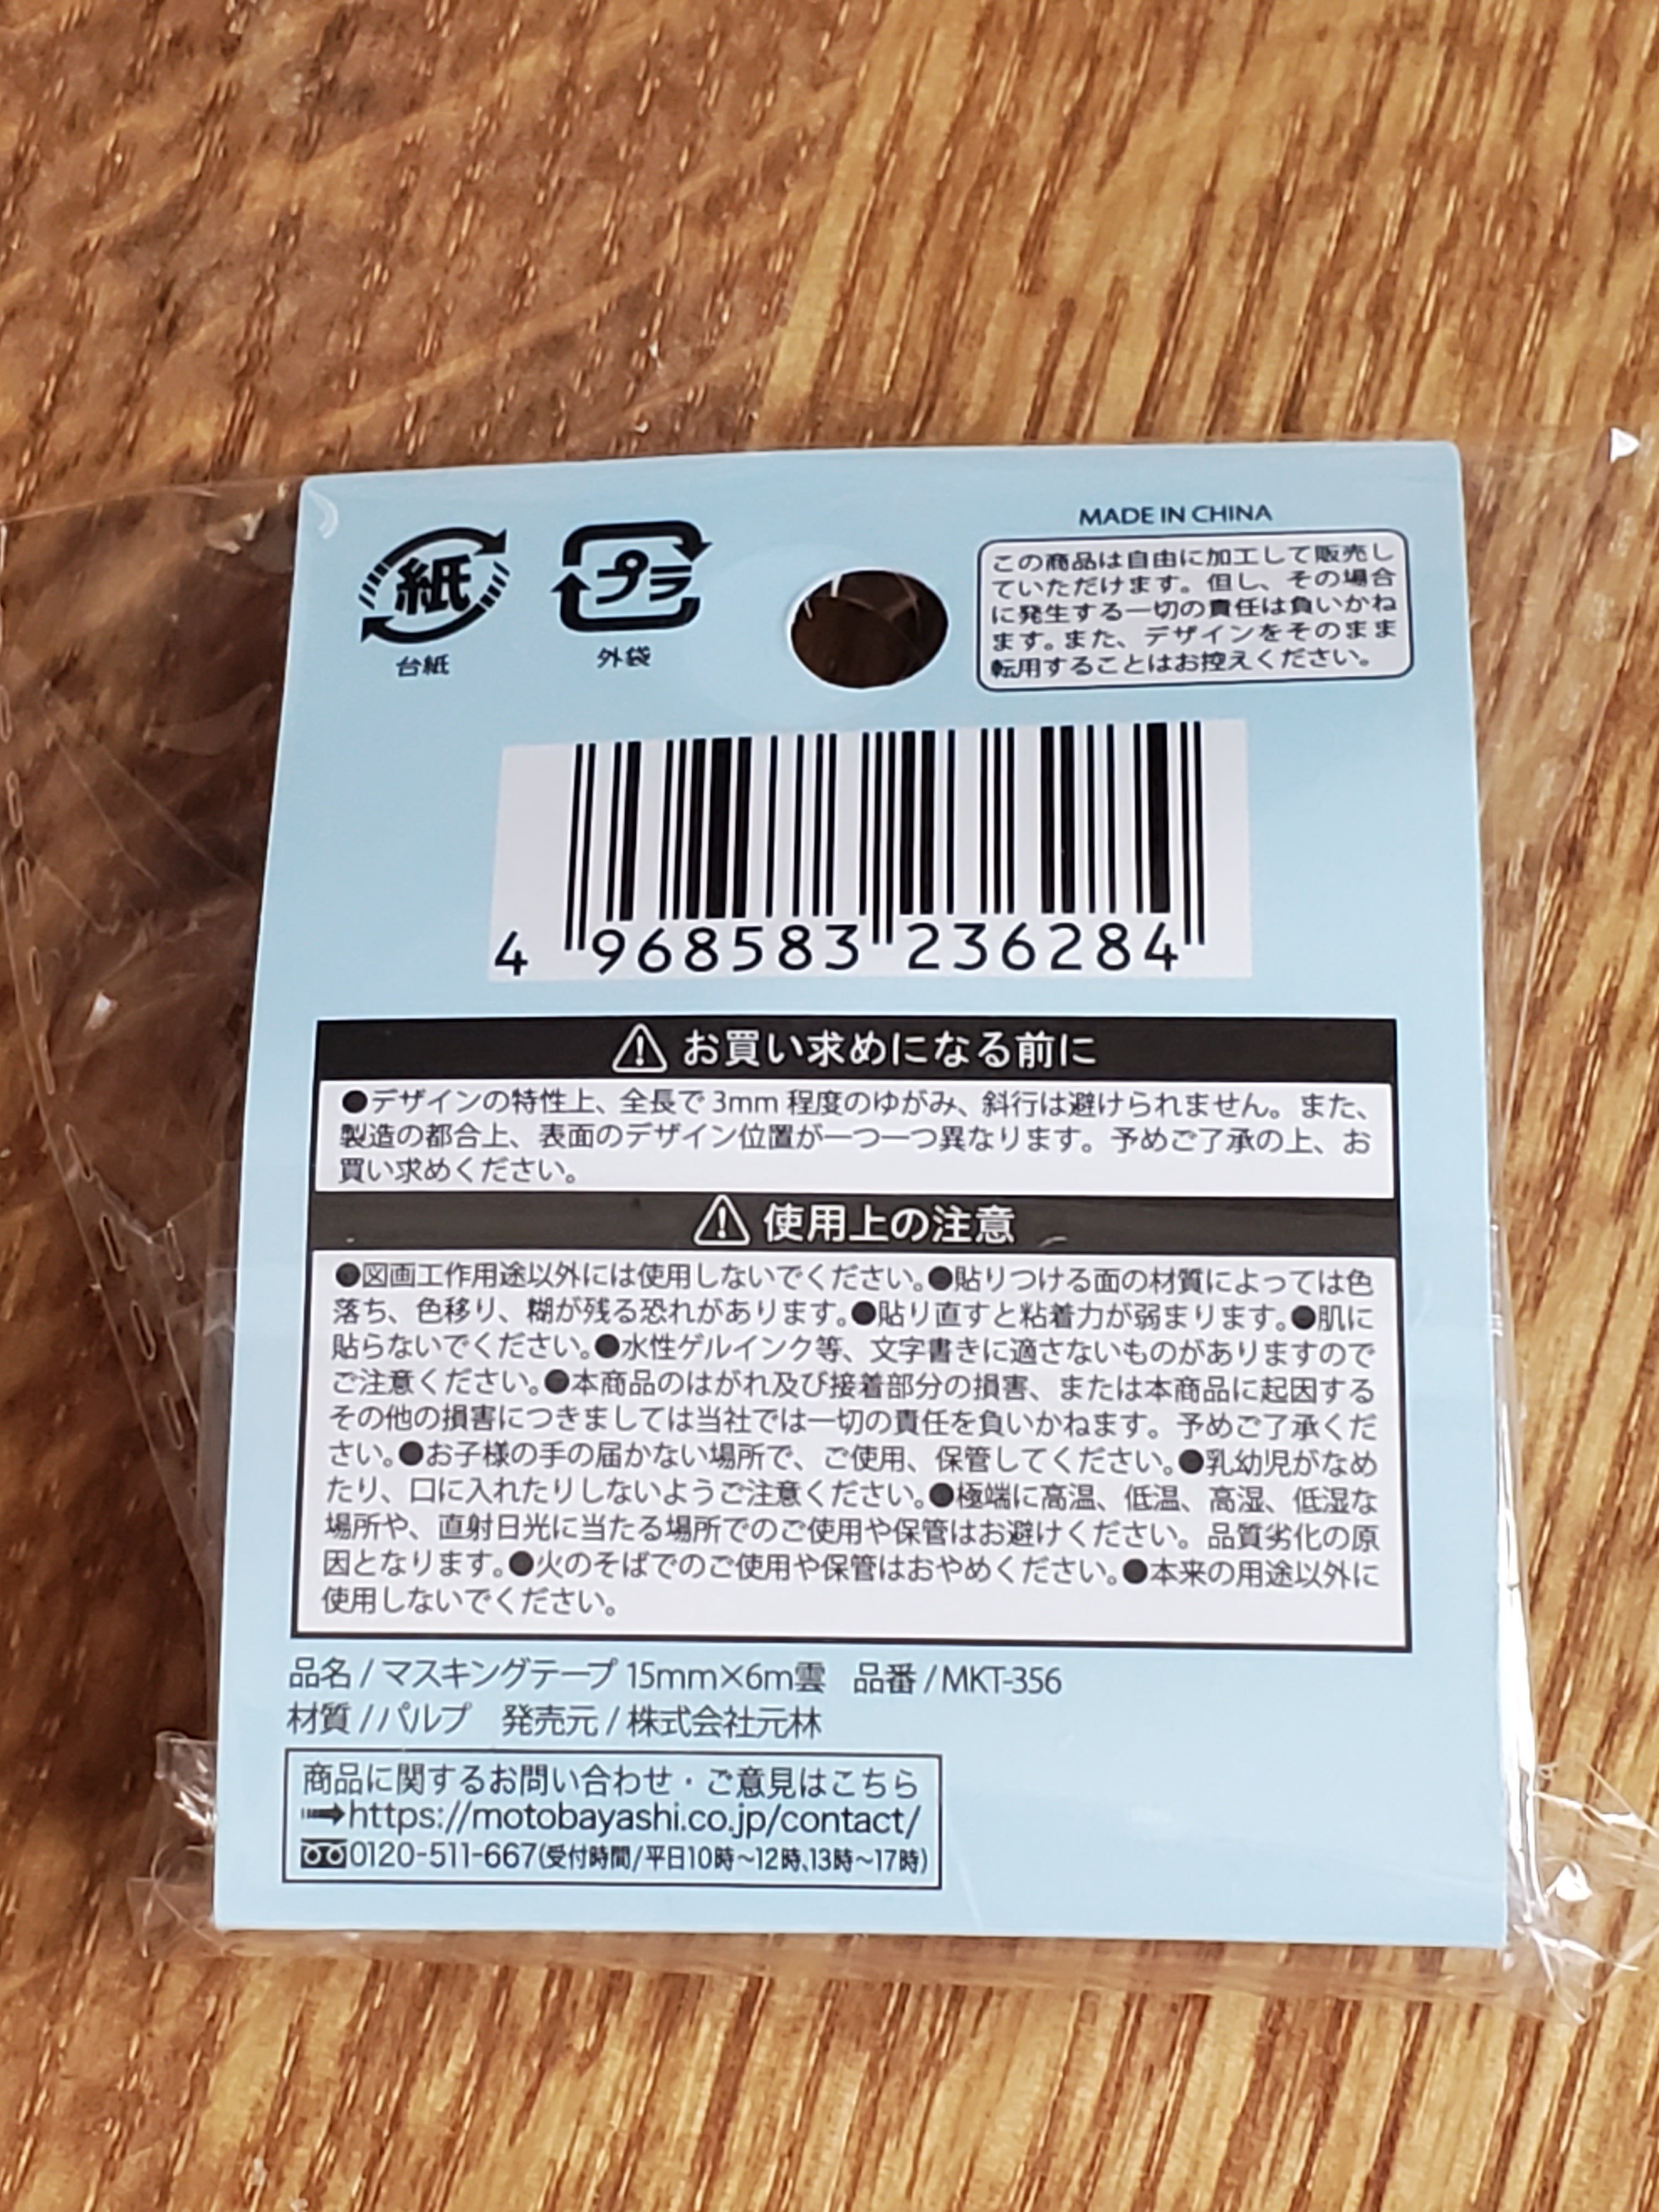 紙
台紙
プラ
外袋
MADE IN CHINA
この商品は自由に加工して販売し
ていただけます。但し、その場合
に発生する一切の責任は負いかね
ます。また、デザインをそのまま
転用することはお控えください。
4 968583 236284
お買い求めになる前に
●デザインの特性上、全長で 3mm 程度のゆがみ、斜行は避けられません。また、
製造の都合上、表面のデザイン位置が一つ一つ異なります。予めご了承の上、お
買い求めください。
使用上の注意
●図画工作用途以外には使用しないでください。●貼りつける面の材質によっては色
落ち、色移り、糊が残る恐れがあります。●貼り直すと粘着力が弱まります。●肌に
貼らないでください。●水性ゲルインク等、文字書きに適さないものがありますので
ご注意ください。●本商品のはがれ及び接着部分の損害、または本商品に起因する
その他の損害につきましては当社では一切の責任を負いかねます。予めご了承くだ
さい。●お子様の手の届かない場所で、ご使用、保管してください。●乳幼児がなめ
たり、口に入れたりしないようご注意ください。●極端に高温、低温、高湿、低湿な
場所や、直射日光に当たる場所でのご使用や保管はお避けください。品質劣化の原
因となります。●火のそばでのご使用や保管はおやめください。●本来の用途以外に
使用しないでください。
品名/マスキングテープ 15mm×6m雲 品番/MKT-356
材質/パルプ 発売元/株式会社元林
商品に関するお問い合わせ・ご意見はこちら
➡https://motobayashi.co.jp/contact/
0120-511-667(受付時間/平日10時～12時、13時～17時)